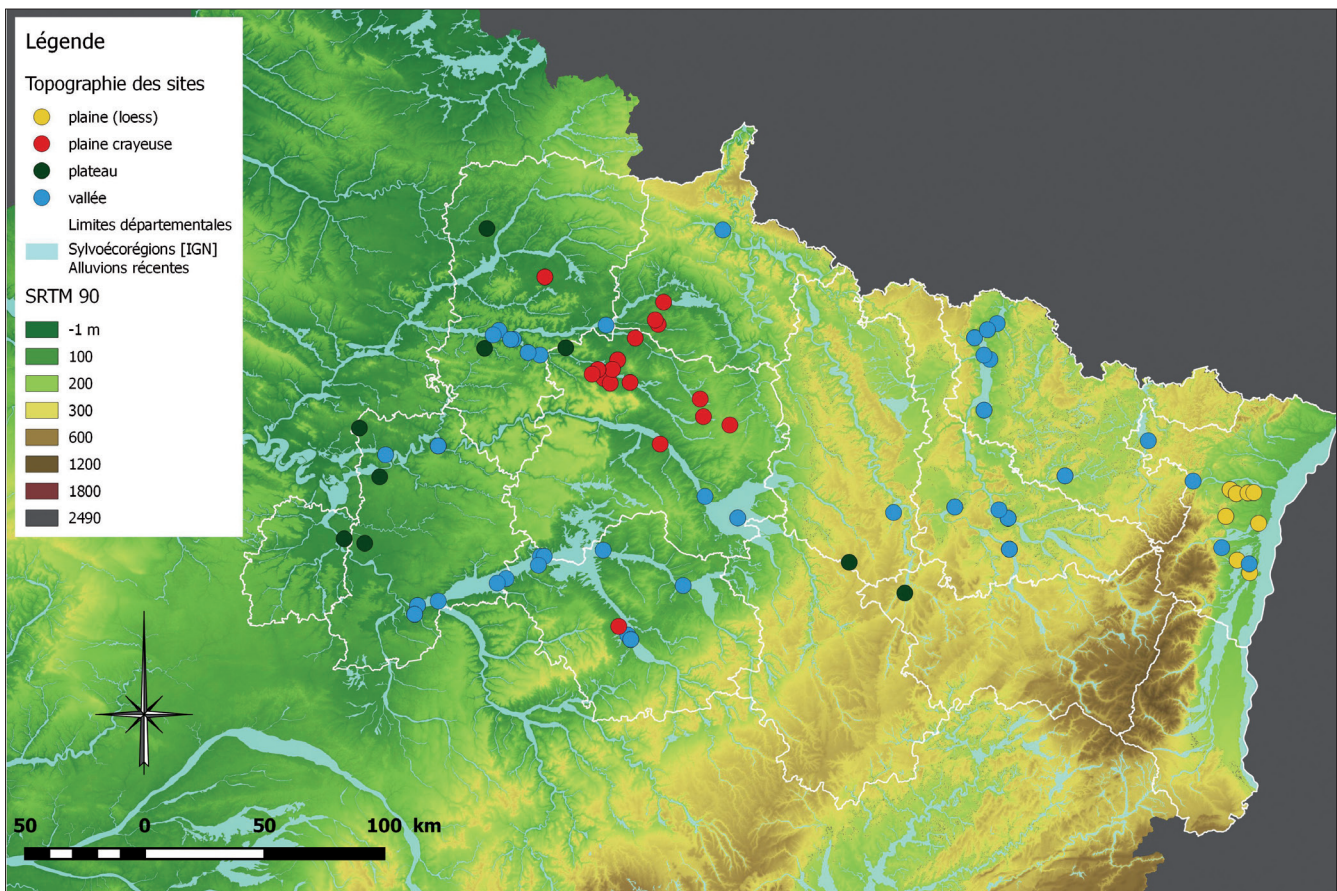 Légende
Topographie des sites
plaine (loess)
plaine crayeuse
plateau
vallée
Limites départementales
Sylvoécorégions [IGN]
Alluvions récentes
SRTM 90
-1 m
100
200
300
600
1200
1800
2490
50 0 50 100 km